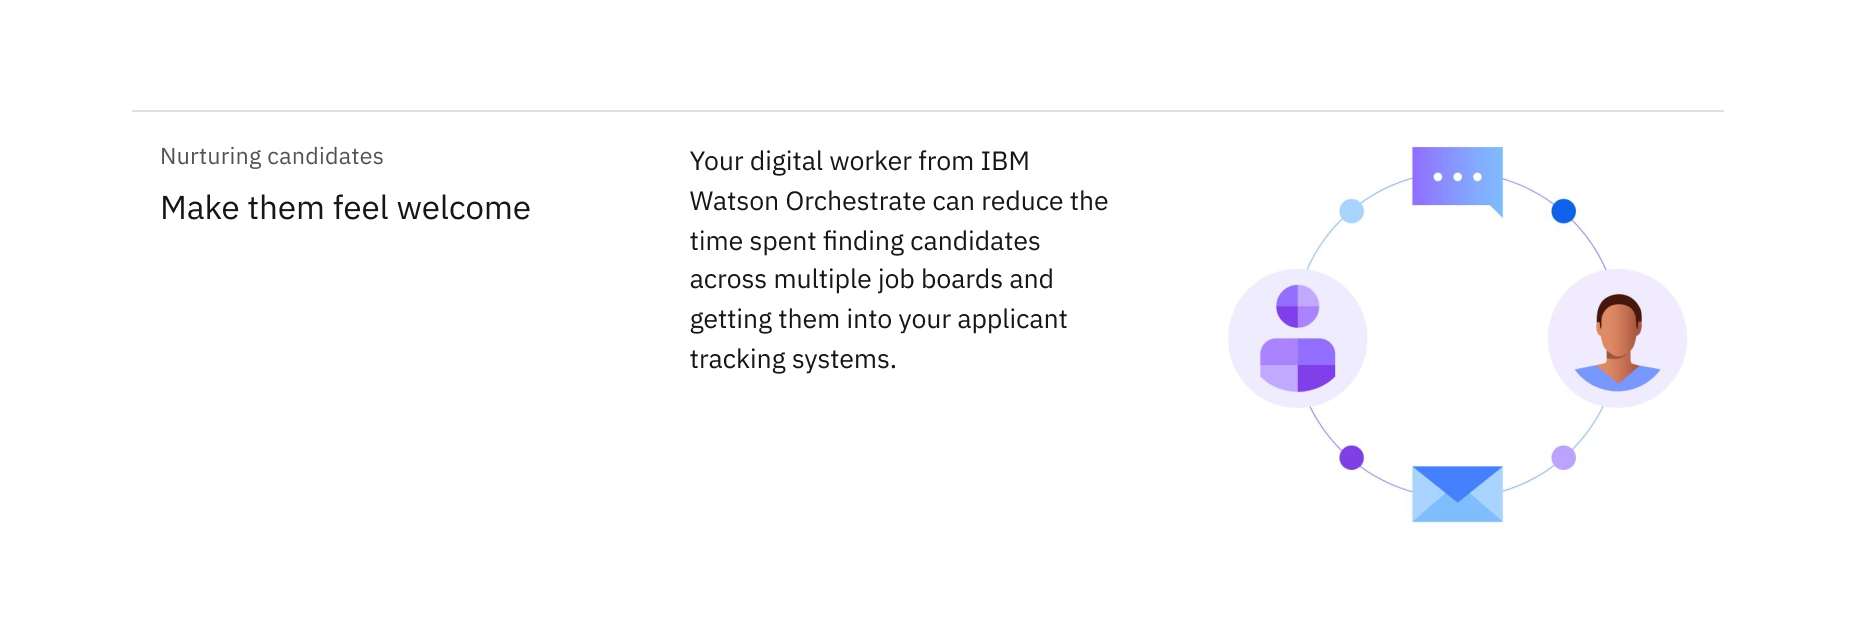 Nurturing candidates
Make them feel welcome
Your digital worker from IBM
Watson Orchestrate can reduce the
time spent finding candidates
across multiple job boards and
getting them into your applicant
tracking systems.